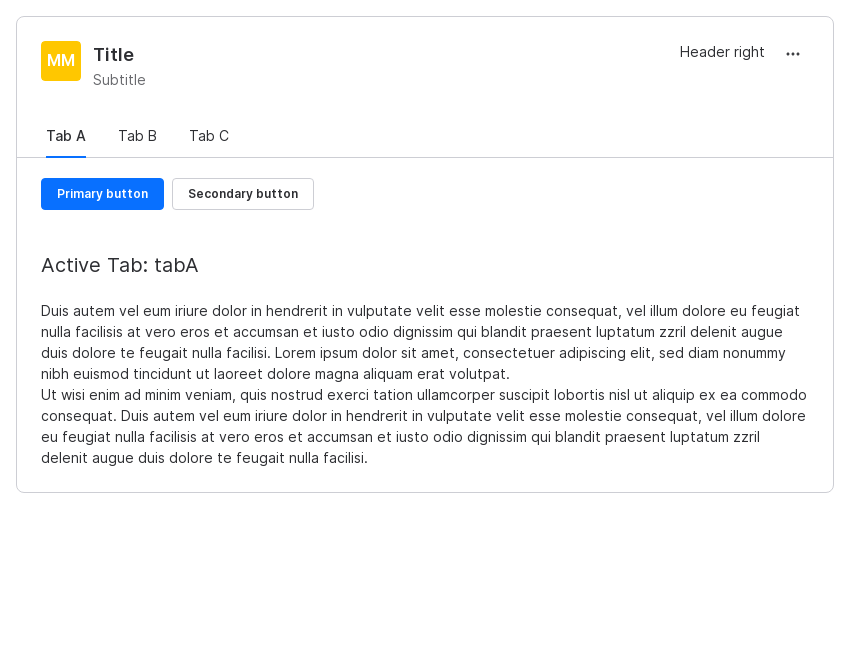 MM
Title
Subtitle
Header right
Tab A
Tab B
Tab C
Primary button
Secondary button
Active Tab: tabA
Duis autem vel eum iriure dolor in hendrerit in vulputate velit esse molestie consequat, vel illum dolore eu feugiat
nulla facilisis at vero eros et accumsan et iusto odio dignissim qui blandit praesent luptatum zzril delenit augue
duis dolore te feugait nulla facilisi. Lorem ipsum dolor sit amet, consectetuer adipiscing elit, sed diam nonummy
nibh euismod tincidunt ut laoreet dolore magna aliquam erat volutpat.
Ut wisi enim ad minim veniam, quis nostrud exerci tation ullamcorper suscipit lobortis nisl ut aliquip ex ea commodo
consequat. Duis autem vel eum iriure dolor in hendrerit in vulputate velit esse molestie consequat, vel illum dolore
eu feugiat nulla facilisis at vero eros et accumsan et iusto odio dignissim qui blandit praesent luptatum zzril
delenit augue duis dolore te feugait nulla facilisi.